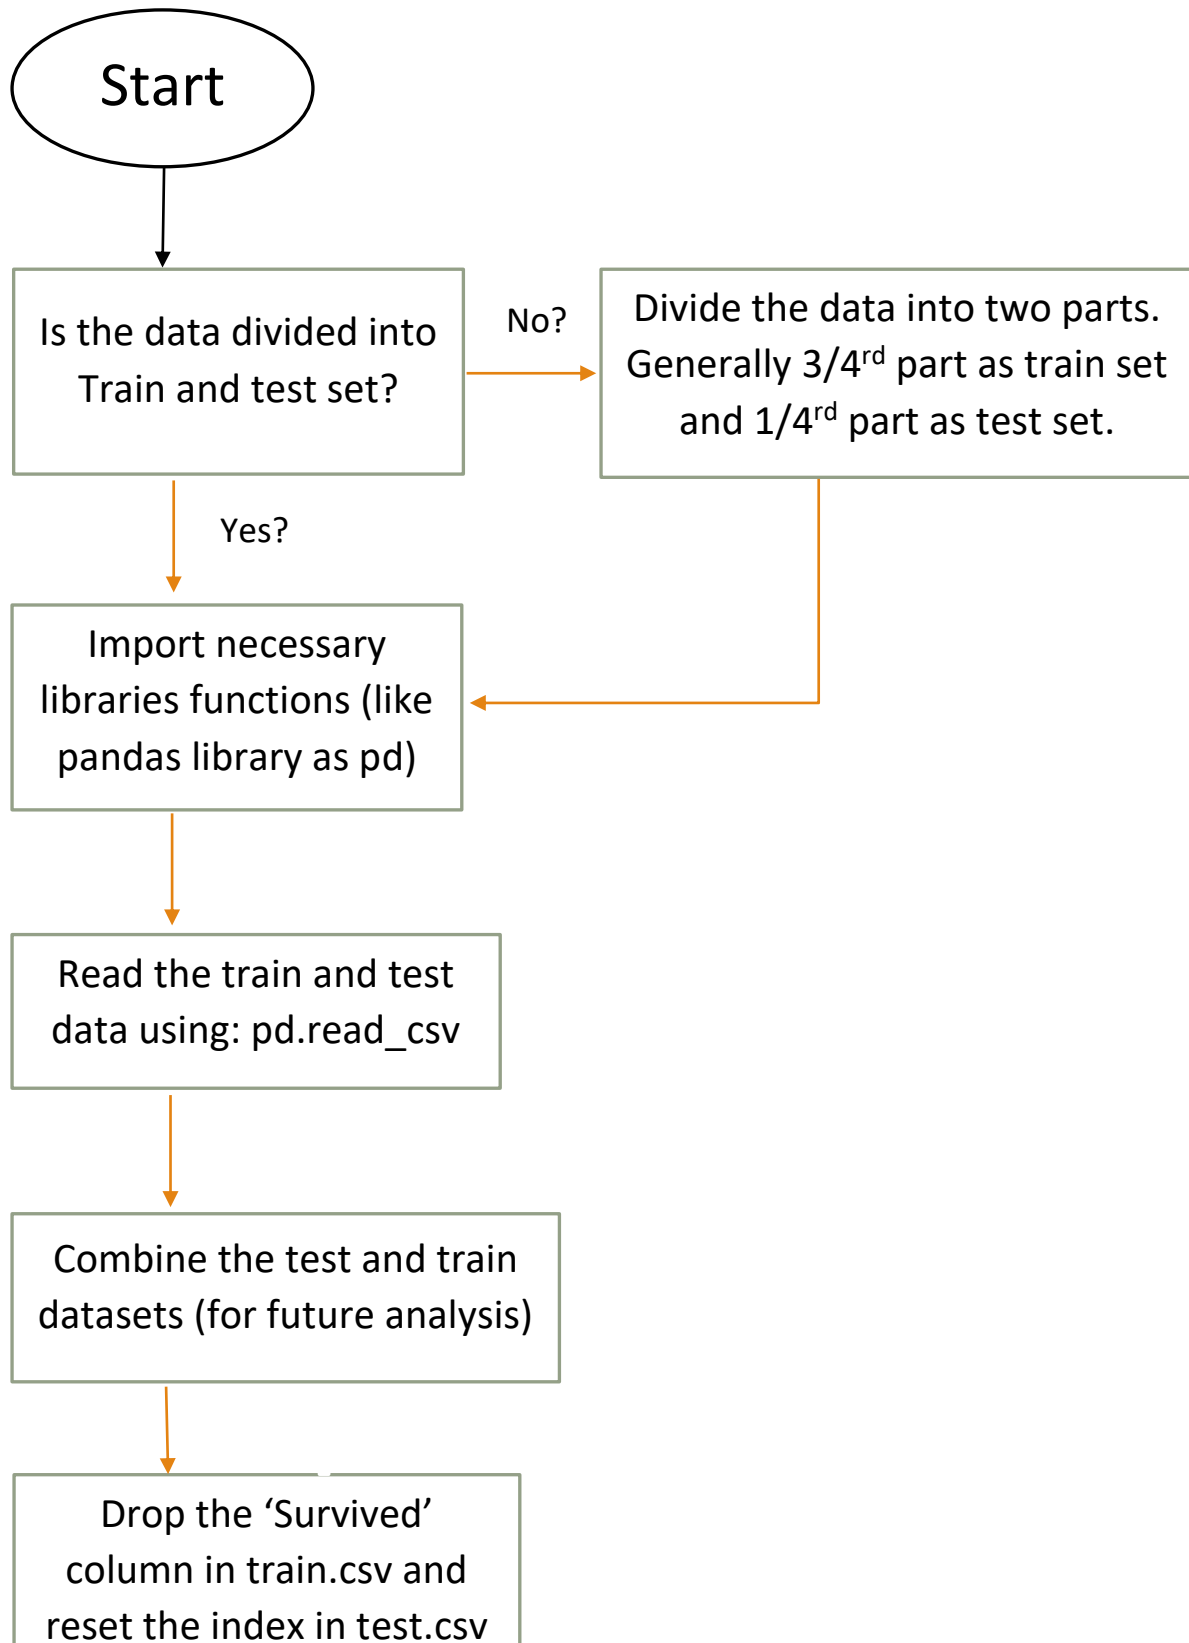 Start
Is the data divided into
Train and test set?
No?
Divide the data into two parts.
Generally 3/4rd part as train set
and 1/4rd part as test set.
Yes?
Import necessary
libraries functions (like
pandas library as pd)
Read the train and test
data using: pd.read_csv
Combine the test and train
datasets (for future analysis)
Drop the ‘Survived’
column in train.csv and
reset the index in test.csv